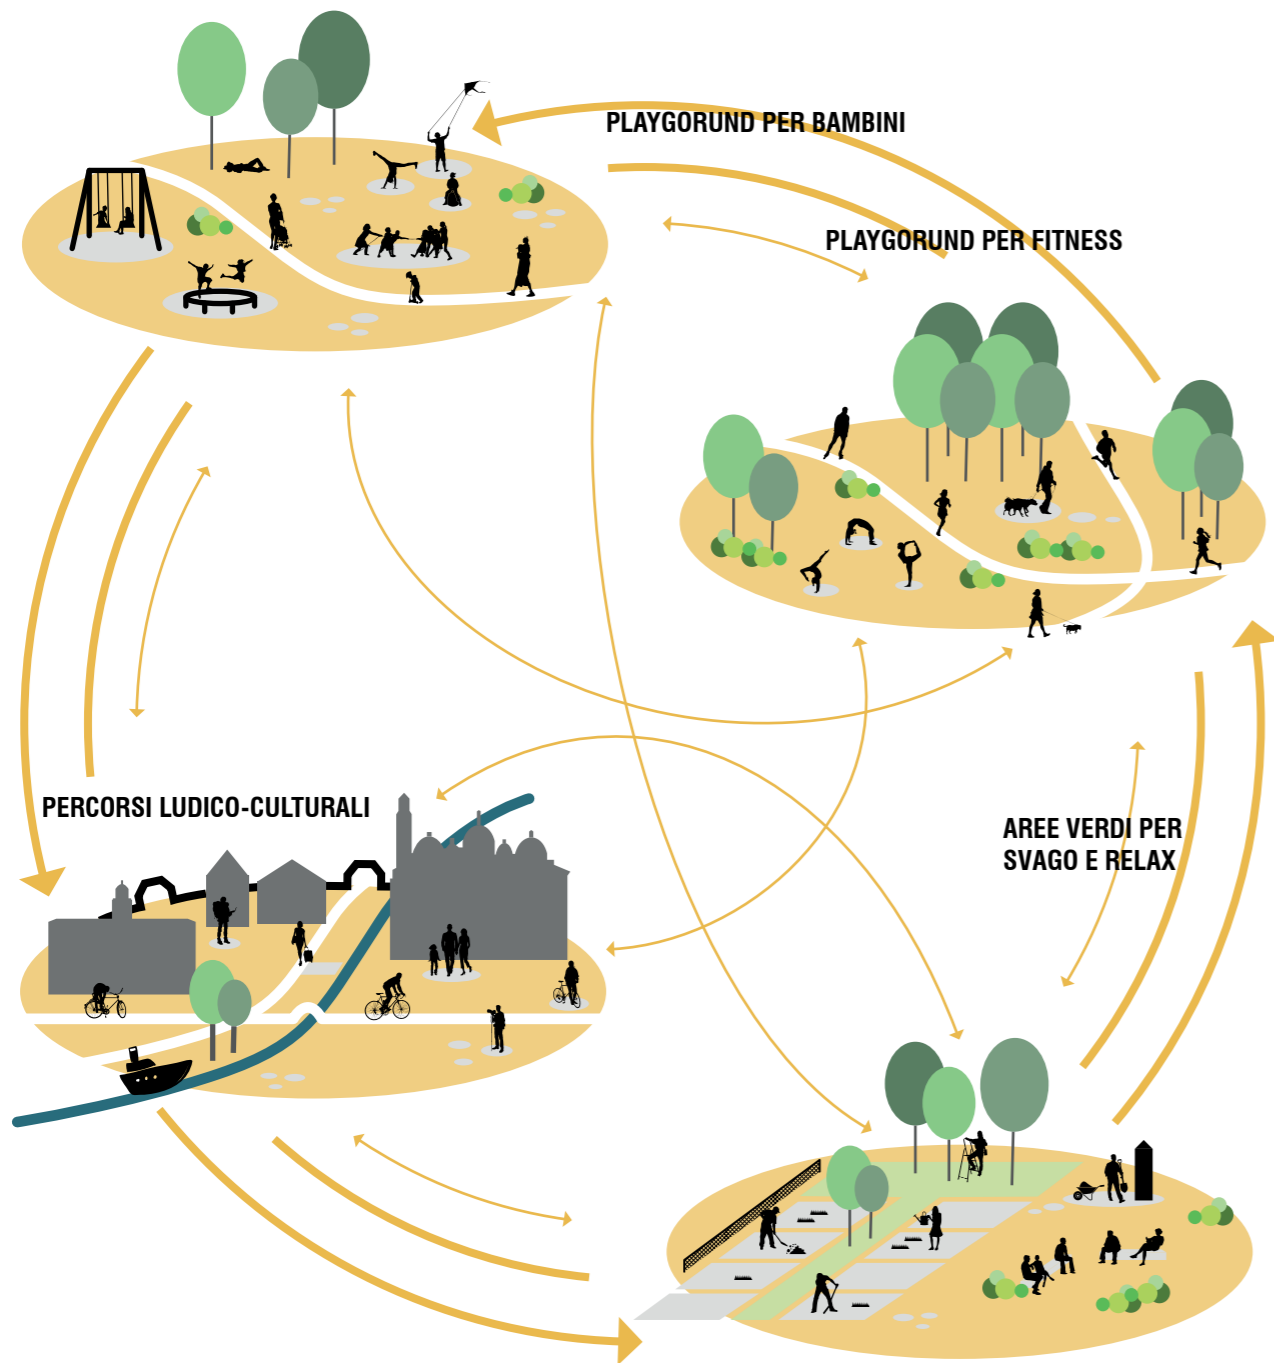 PLAYGORUND PER BAMBINI
PLAYGORUND PER FITNESS
PERCORSI LUDICO-CULTURALI
AREE VERDI PER
SVAGO E RELAX